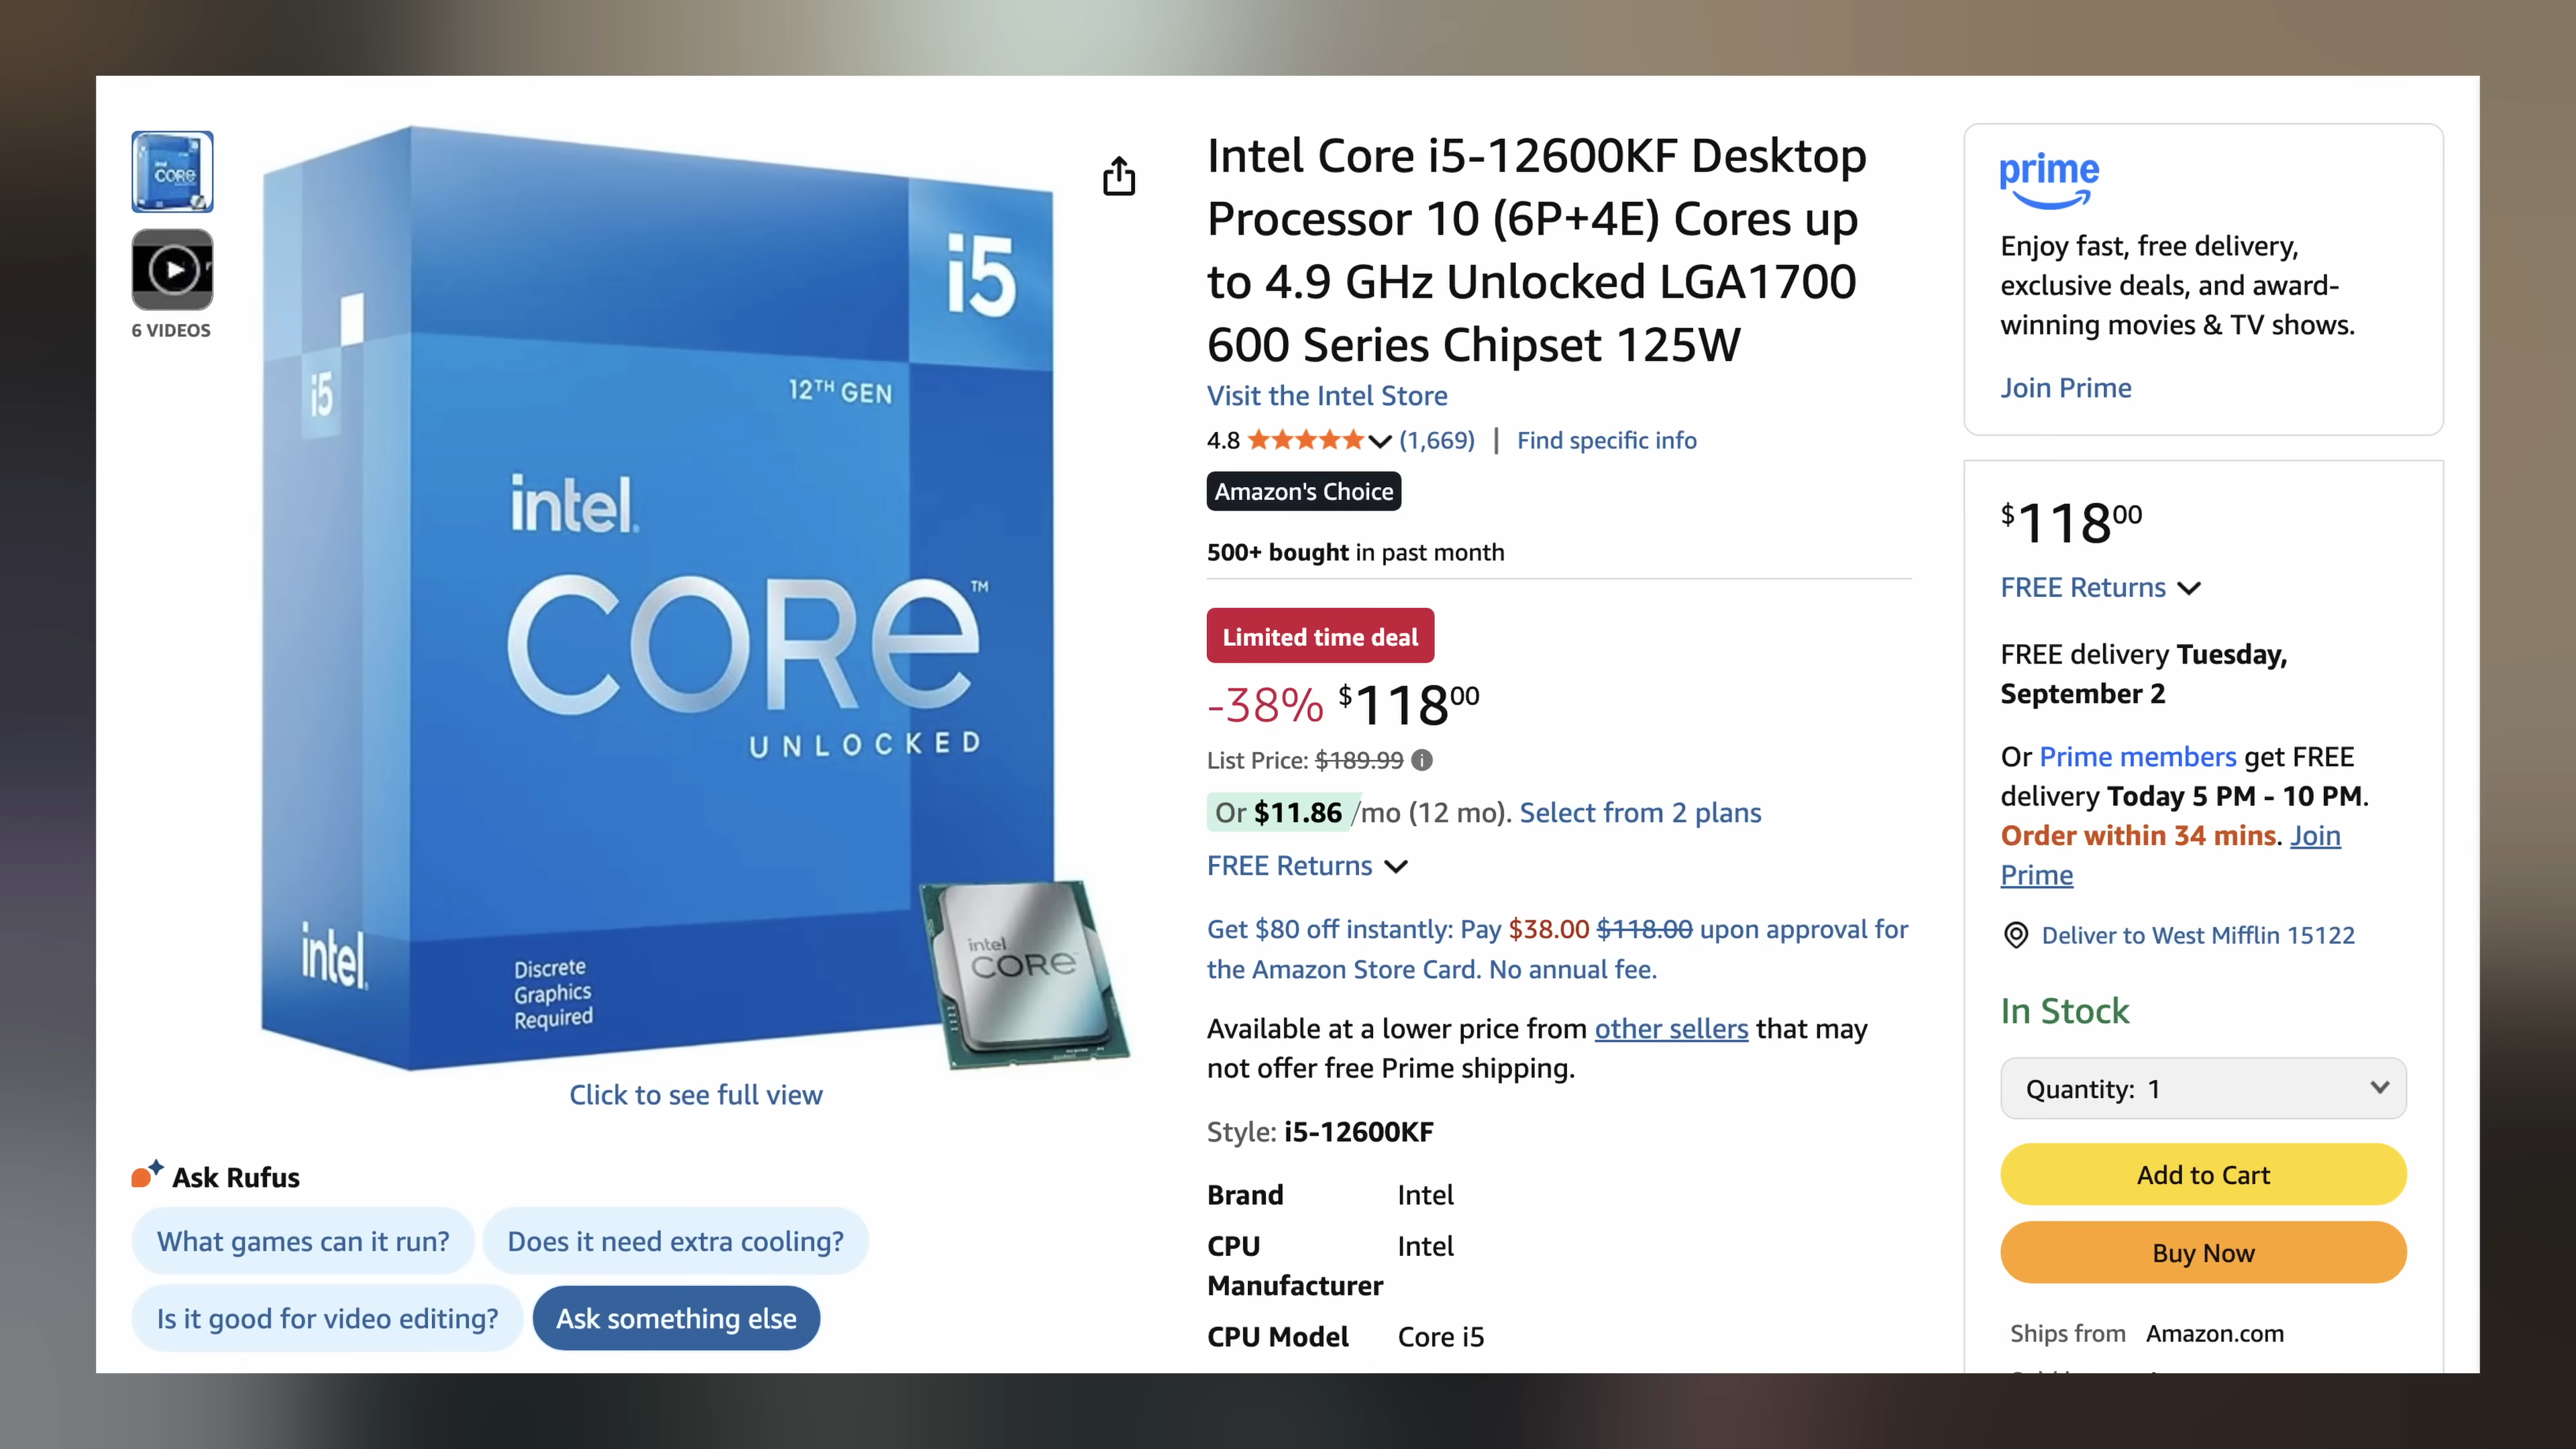 CORE
6 VIDEOS
i5
i5
12TH GEN
intel.
CORE™
UNLOCKED
intel.
Discrete
Graphics
Required
intel
CORE
Click to see full view
Ask Rufus
What games can it run?
Does it need extra cooling?
Is it good for video editing?
Ask something else
Intel Core i5-12600KF Desktop
Processor 10 (6P+4E) Cores up
to 4.9 GHz Unlocked LGA1700
600 Series Chipset 125W
Visit the Intel Store
4.8 (1,669) | Find specific info
Amazon's Choice
500+ bought in past month
Limited time deal
-38% $11800
List Price: $189.99
Or $11.86 /mo (12 mo). Select from 2 plans
FREE Returns
Get $80 off instantly: Pay $38.00 $118.00 upon approval for
the Amazon Store Card. No annual fee.
Available at a lower price from other sellers that may
not offer free Prime shipping.
Style: i5-12600KF
Brand Intel
CPU Intel
Manufacturer
CPU Model Core i5
prime
Enjoy fast, free delivery,
exclusive deals, and award-
winning movies & TV shows.
Join Prime
$11800
FREE Returns
FREE delivery Tuesday,
September 2
Or Prime members get FREE
delivery Today 5 PM - 10 PM.
Order within 34 mins. Join
Prime
Deliver to West Mifflin 15122
In Stock
Quantity: 1
Add to Cart
Buy Now
Ships from Amazon.com